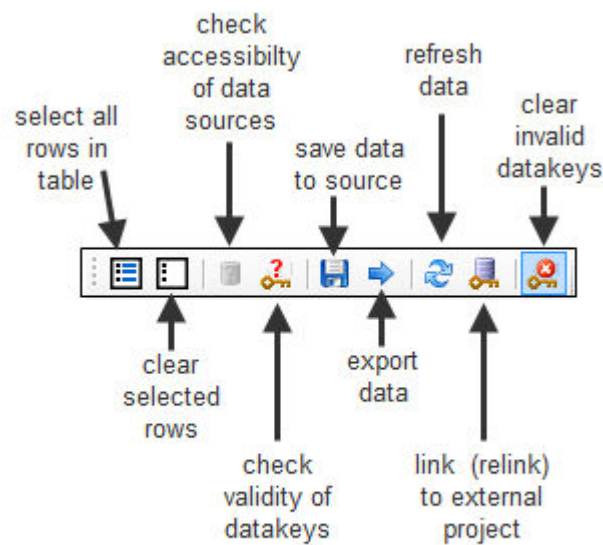 check
accessibilty
of data
sources
refresh
data
clear
invalid
datakeys
select all
rows in
table
save data
to source
?
?
clear
selected
rows
export
data
check
validity of
datakeys
link (relink)
to external
project